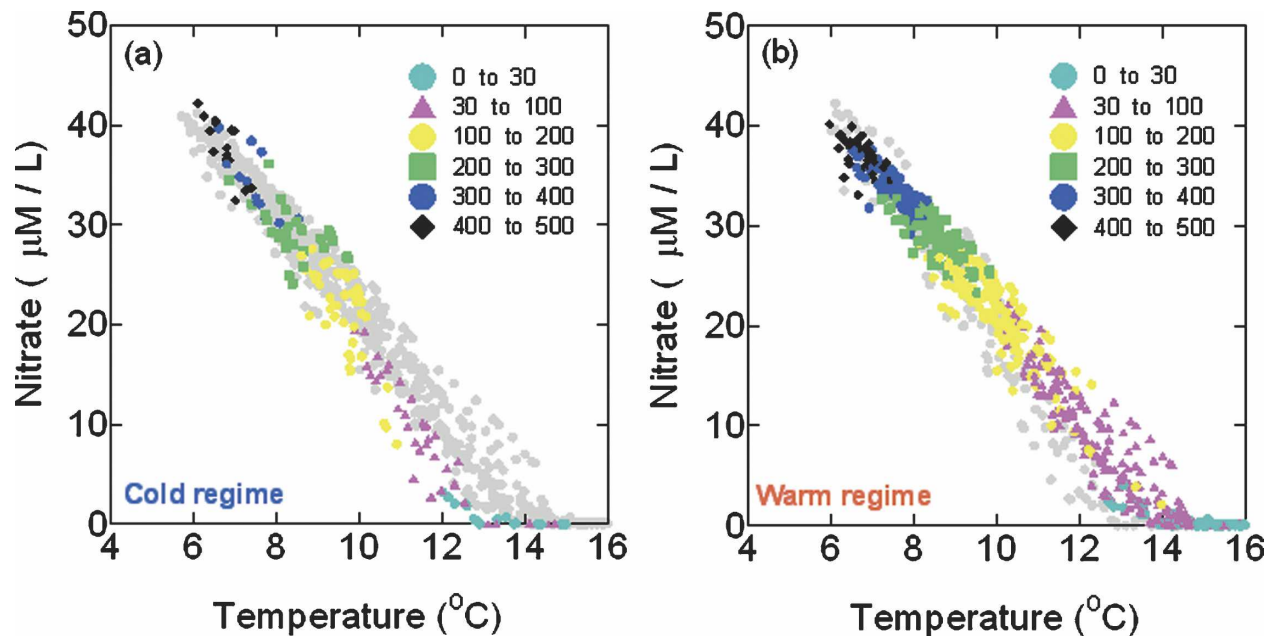 (a)
50
40
30
20
10
0
Nitrate ( μM / L)
0 to 30
30 to 100
100 to 200
200 to 300
300 to 400
400 to 500
Cold regime
4 6 8 10 12 14 16
Temperature (°C)
(b)
50
40
30
20
10
0
Nitrate ( μM / L)
0 to 30
30 to 100
100 to 200
200 to 300
300 to 400
400 to 500
Warm regime
4 6 8 10 12 14 16
Temperature (°C)